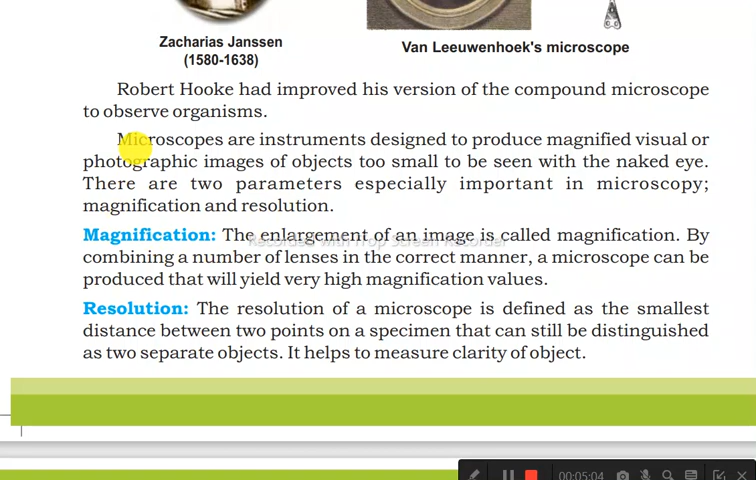 Zacharias Janssen
(1580-1638)
Van Leeuwenhoek's microscope
Robert Hooke had improved his version of the compound microscope
to observe organisms.
Microscopes are instruments designed to produce magnified visual or
photographic images of objects too small to be seen with the naked eye.
There are two parameters especially important in microscopy;
magnification and resolution.
Magnification: The enlargement of an image is called magnification. By
Recorded with iTop Screen Recorder
combining a number of lenses in the correct manner, a microscope can be
produced that will yield very high magnification values.
Resolution: The resolution of a microscope is defined as the smallest
distance between two points on a specimen that can still be distinguished
as two separate objects. It helps to measure clarity of object.
00:05:04